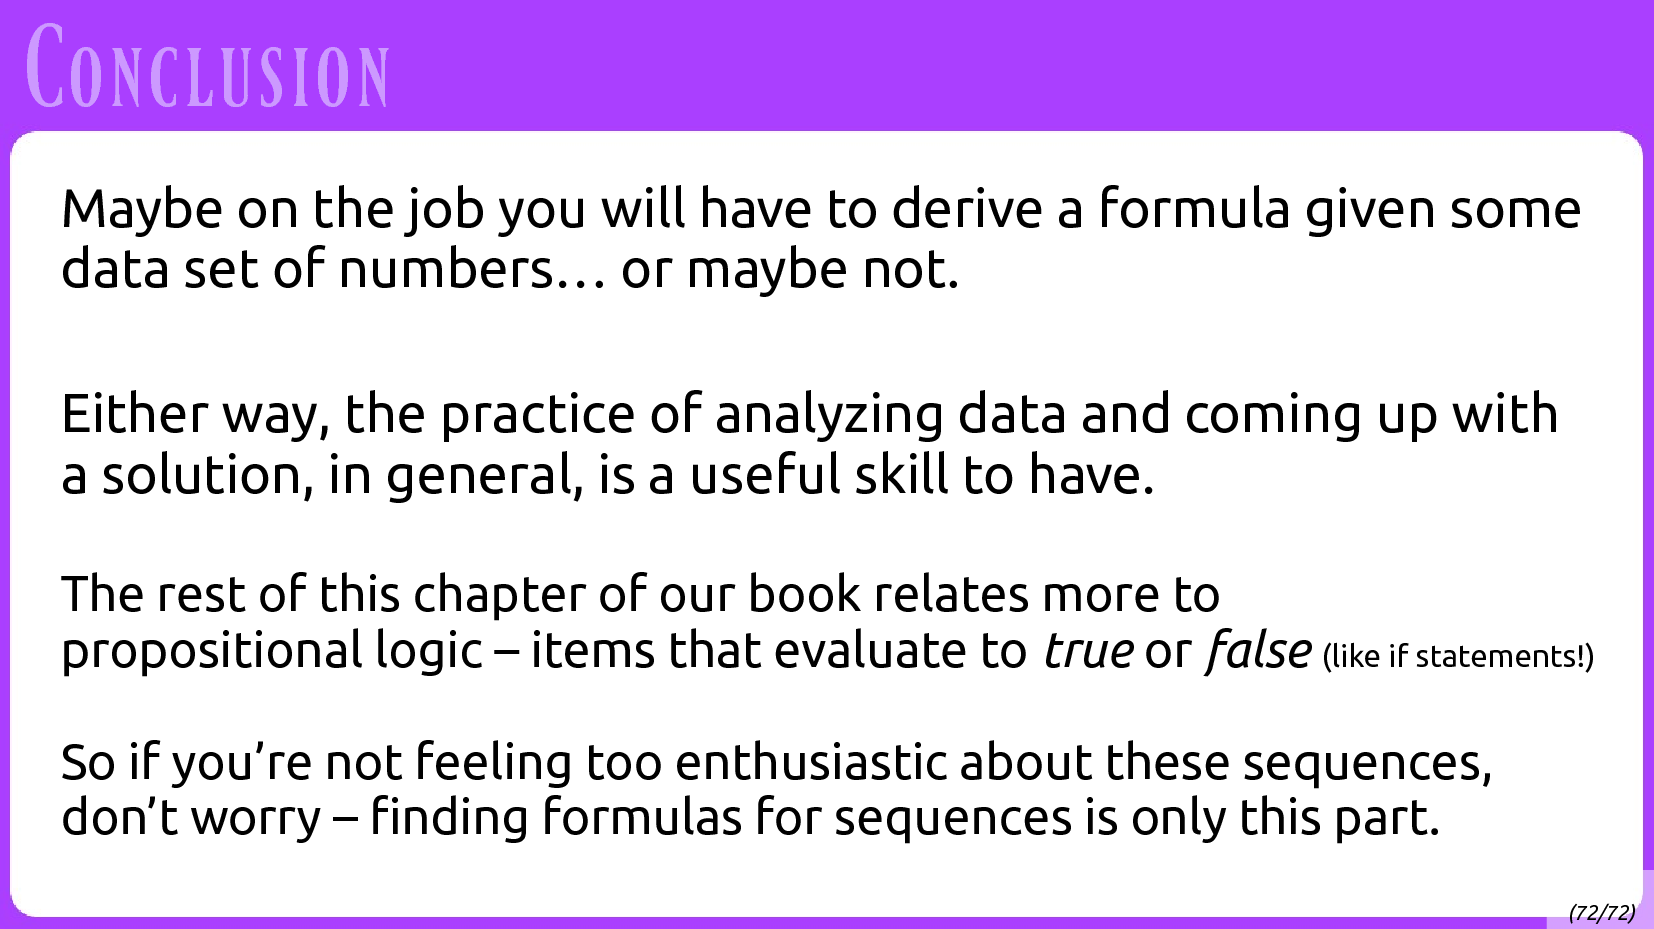 Conclusion
Maybe on the job you will have to derive a formula given some
data set of numbers… or maybe not.
Either way, the practice of analyzing data and coming up with
a solution, in general, is a useful skill to have.
The rest of this chapter of our book relates more to
propositional logic – items that evaluate to true or false (like if statements!)
So if you’re not feeling too enthusiastic about these sequences,
don’t worry – finding formulas for sequences is only this part.
(72/72)